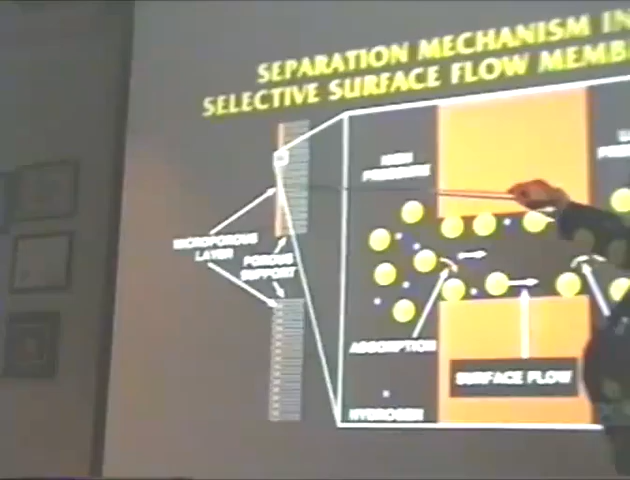 SEPARATION MECHANISM IN
SELECTIVE SURFACE FLOW MEMB
HIGH
PRESSURE
MICROPOROUS
LAYER
POROUS
SUPPORT
ADSORPTION
SURFACE FLOW
HYDROGEN